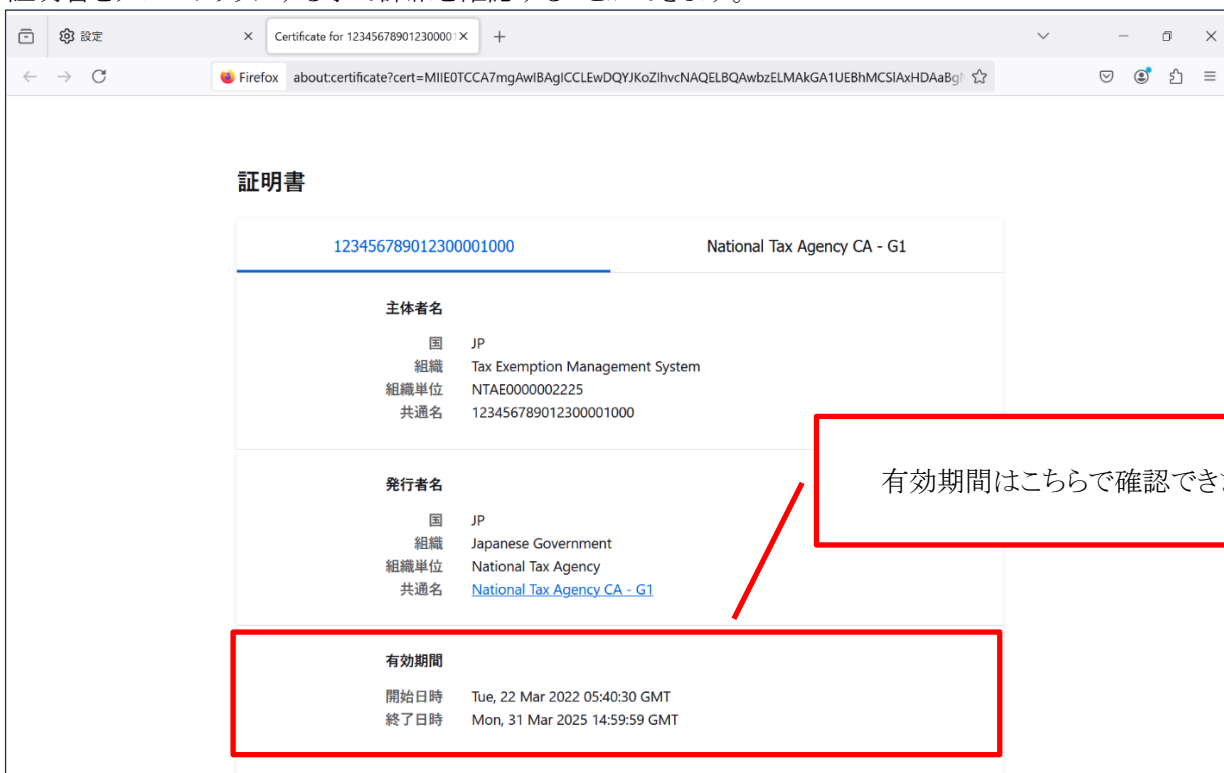 設定
Certificate for 123456789012300001
Firefox about:certificate?cert=MIIE0TCCA7mgAwIBAgICCLEwDQYJKoZIhvcNAQELBQAwbzELMAkGA1UEBhMCSlAxHDAaBg
証明書
123456789012300001000 National Tax Agency CA - G1
主体者名
国 JP
組織 Tax Exemption Management System
組織単位 NTAE0000002225
共通名 123456789012300001000
有効期間はこちらで確認でき
発行者名
国 JP
組織 Japanese Government
組織単位 National Tax Agency
共通名 National Tax Agency CA - G1
有効期間
開始日時 Tue, 22 Mar 2022 05:40:30 GMT
終了日時 Mon, 31 Mar 2025 14:59:59 GMT